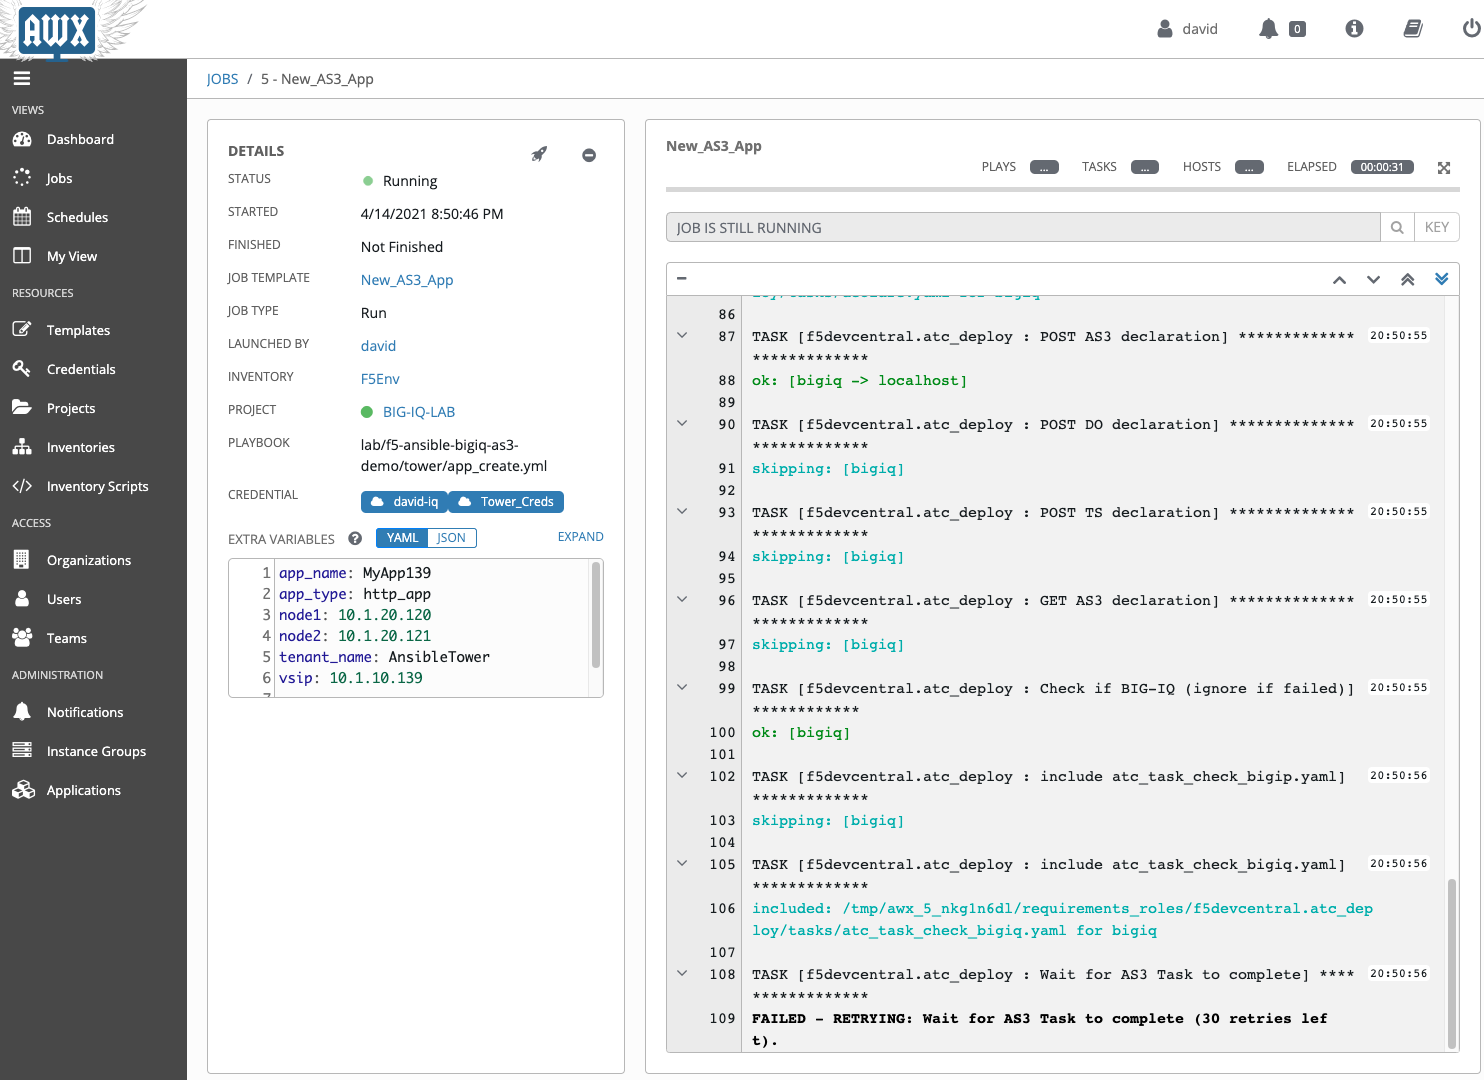 AWX
david
0
JOBS / 5 - New_AS3_App
VIEWS
Dashboard
Jobs
Schedules
My View
RESOURCES
Templates
Credentials
Projects
Inventories
Inventory Scripts
ACCESS
Organizations
Users
Teams
ADMINISTRATION
Notifications
Instance Groups
Applications
DETAILS
STATUS Running
STARTED 4/14/2021 8:50:46 PM
FINISHED Not Finished
JOB TEMPLATE New_AS3_App
JOB TYPE Run
LAUNCHED BY david
INVENTORY F5Env
PROJECT BIG-IQ-LAB
PLAYBOOK lab/f5-ansible-bigiq-as3-
demo/tower/app_create.yml
CREDENTIAL david-iq Tower_Creds
EXTRA VARIABLES ? YAML JSON EXPAND
1 app_name: MyApp139
2 app_type: http_app
3 node1: 10.1.20.120
4 node2: 10.1.20.121
5 tenant_name: AnsibleTower
6 vsip: 10.1.10.139
New_AS3_App
PLAYS ... TASKS ... HOSTS ... ELAPSED 00:00:31
JOB IS STILL RUNNING KEY
86
87 TASK [f5devcentral.atc_deploy : POST AS3 declaration] ************* 20:50:55
*************
88 ok: [bigiq -> localhost]
89
90 TASK [f5devcentral.atc_deploy : POST DO declaration] ************** 20:50:55
*************
91 skipping: [bigiq]
92
93 TASK [f5devcentral.atc_deploy : POST TS declaration] ************** 20:50:55
*************
94 skipping: [bigiq]
95
96 TASK [f5devcentral.atc_deploy : GET AS3 declaration] ************** 20:50:55
*************
97 skipping: [bigiq]
98
99 TASK [f5devcentral.atc_deploy : Check if BIG-IQ (ignore if failed)] 20:50:55
************
100 ok: [bigiq]
101
102 TASK [f5devcentral.atc_deploy : include atc_task_check_bigip.yaml] 20:50:56
*************
103 skipping: [bigiq]
104
105 TASK [f5devcentral.atc_deploy : include atc_task_check_bigiq.yaml] 20:50:56
*************
106 included: /tmp/awx_5_nkg1n6dl/requirements_roles/f5devcentral.atc_dep
loy/tasks/atc_task_check_bigiq.yaml for bigiq
107
108 TASK [f5devcentral.atc_deploy : Wait for AS3 Task to complete] **** 20:50:56
*************
109 FAILED - RETRYING: Wait for AS3 Task to complete (30 retries lef
t).